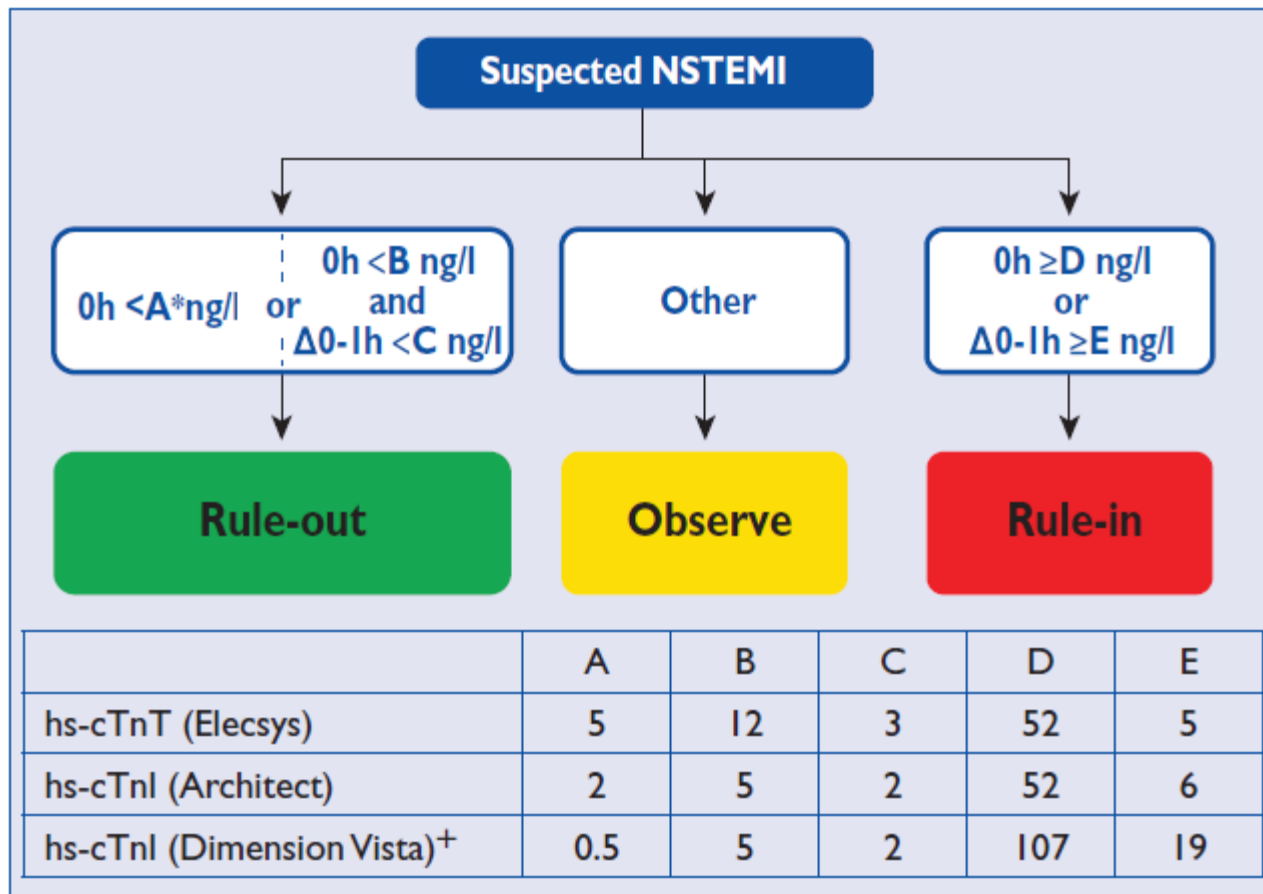 Suspected NSTEMI
0h <A*ng/l or 0h <B ng/l
and
Δ0-1h <C ng/l
Other
0h ≥D ng/l
or
Δ0-1h ≥E ng/l
Rule-out
Observe
Rule-in
A B C D E
hs-cTnT (Elecsys) 5 12 3 52 5
hs-cTnI (Architect) 2 5 2 52 6
hs-cTnI (Dimension Vista)+ 0.5 5 2 107 19